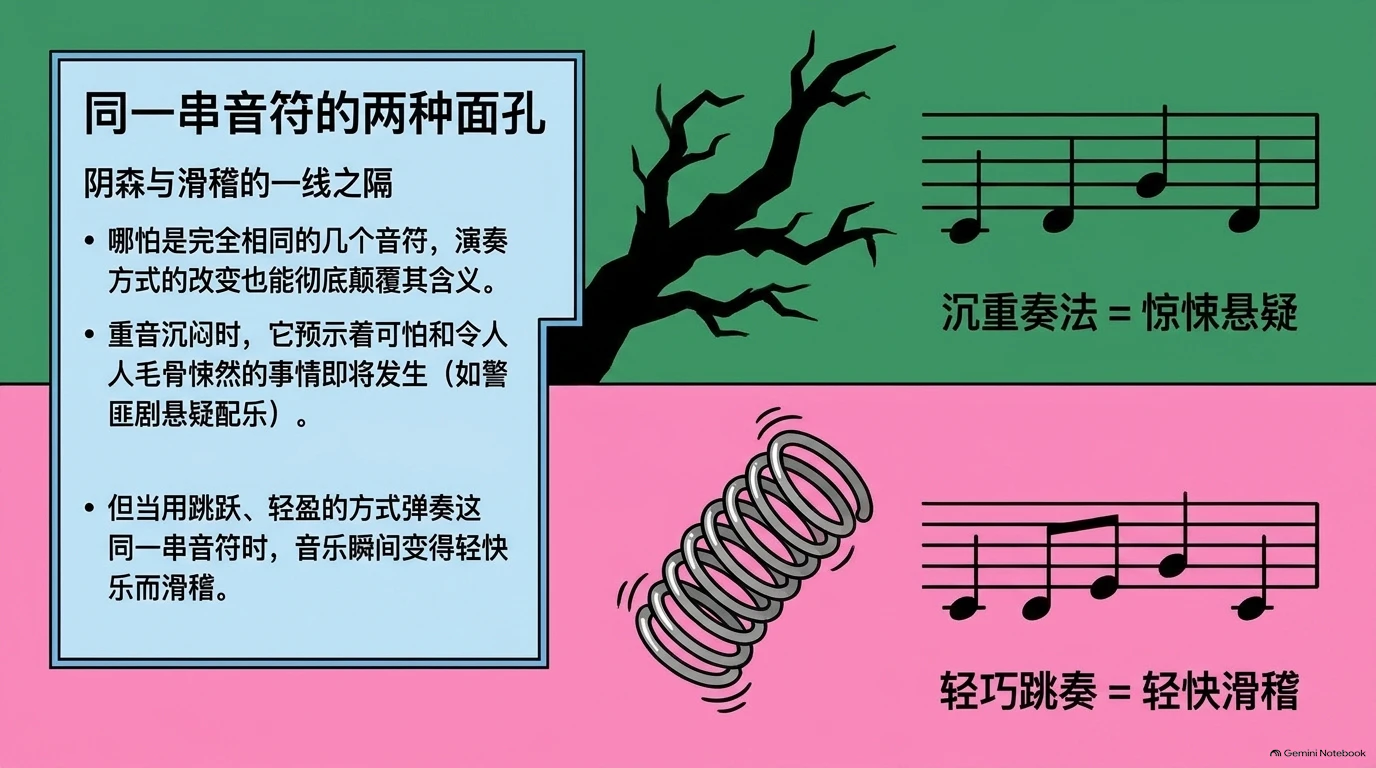 同一串音符的两种面孔
阴森与滑稽的一线之隔
• 哪怕是完全相同的几个音符，演奏
方式的改变也能彻底颠覆其含义。
• 重音沉闷时，它预示着可怕和令人
人毛骨悚然的事情即将发生（如警
匪剧悬疑配乐）。
• 但当用跳跃、轻盈的方式弹奏这
同一串音符时，音乐瞬间变得轻快
乐而滑稽。
沉重奏法 = 惊悚悬疑
轻巧跳奏 = 轻快滑稽
Gemini Notebook